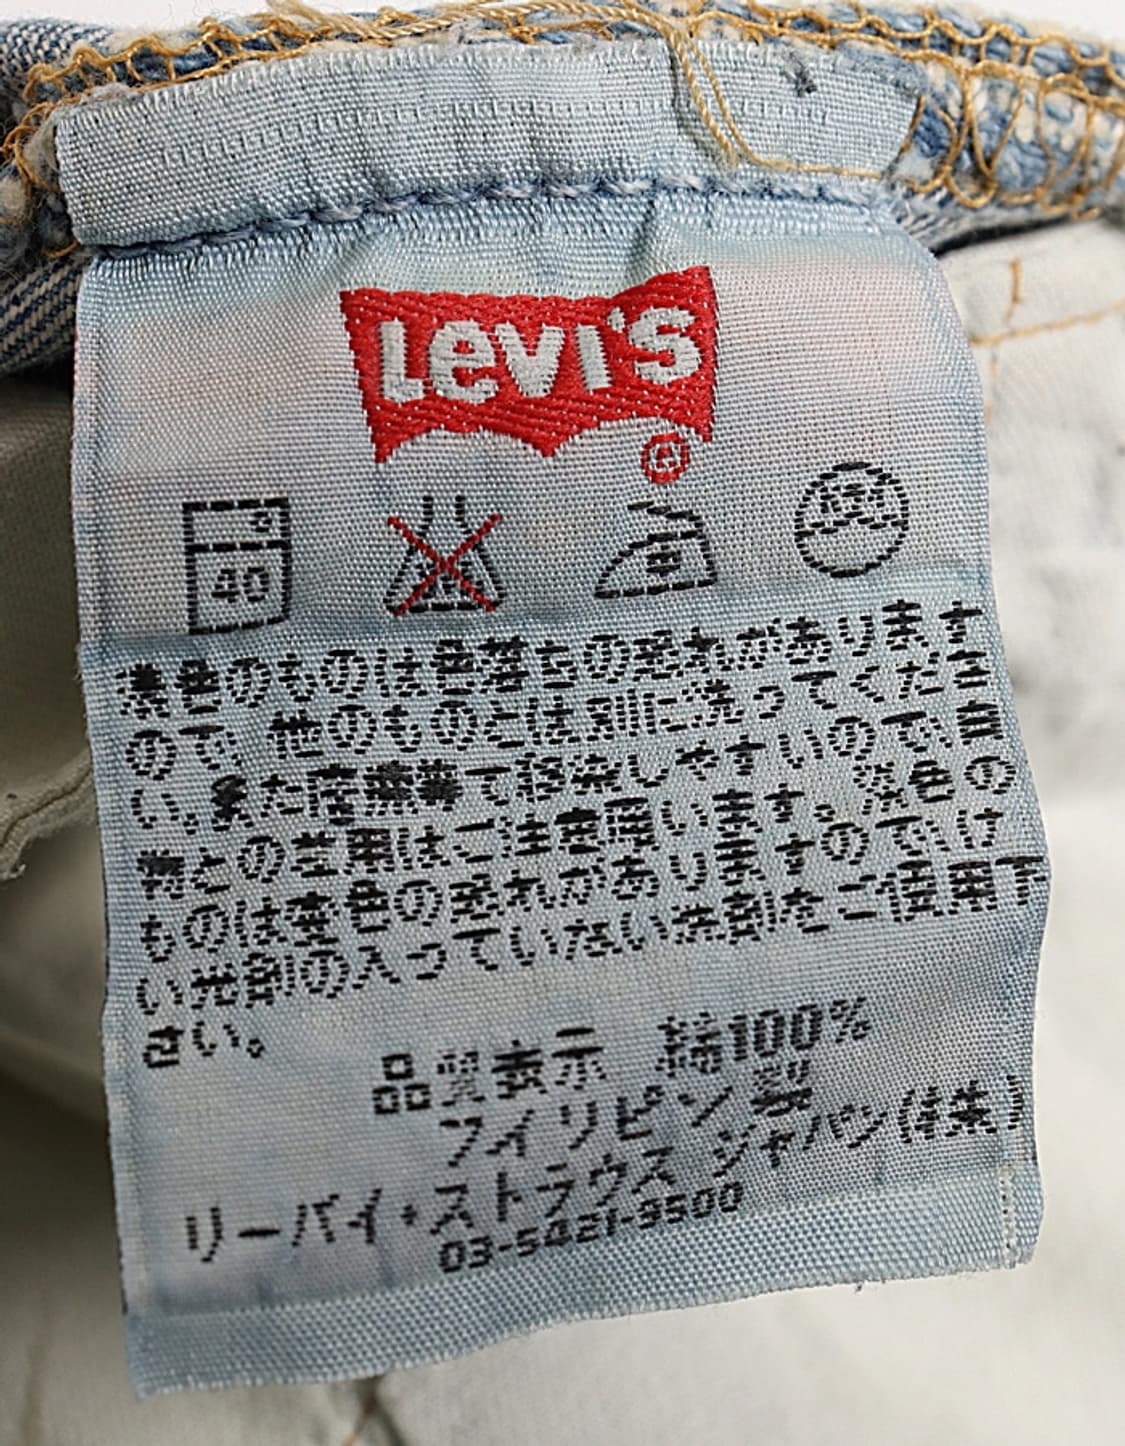 Levi's
®
40
濃色のものは色落ちの恐れがあります
ので、他のものとは別に洗ってくださ
い。また摩擦等で移染しやすいので、白
物との着用はご注意願います。淡色の
ものは変色の恐れがありますので、け
い光剤の入っていない洗剤をご使用下
さい。
品質表示 綿100%
フィリピン製
リーバイ・ストラウス ジャパン(株)
03-5421-9500